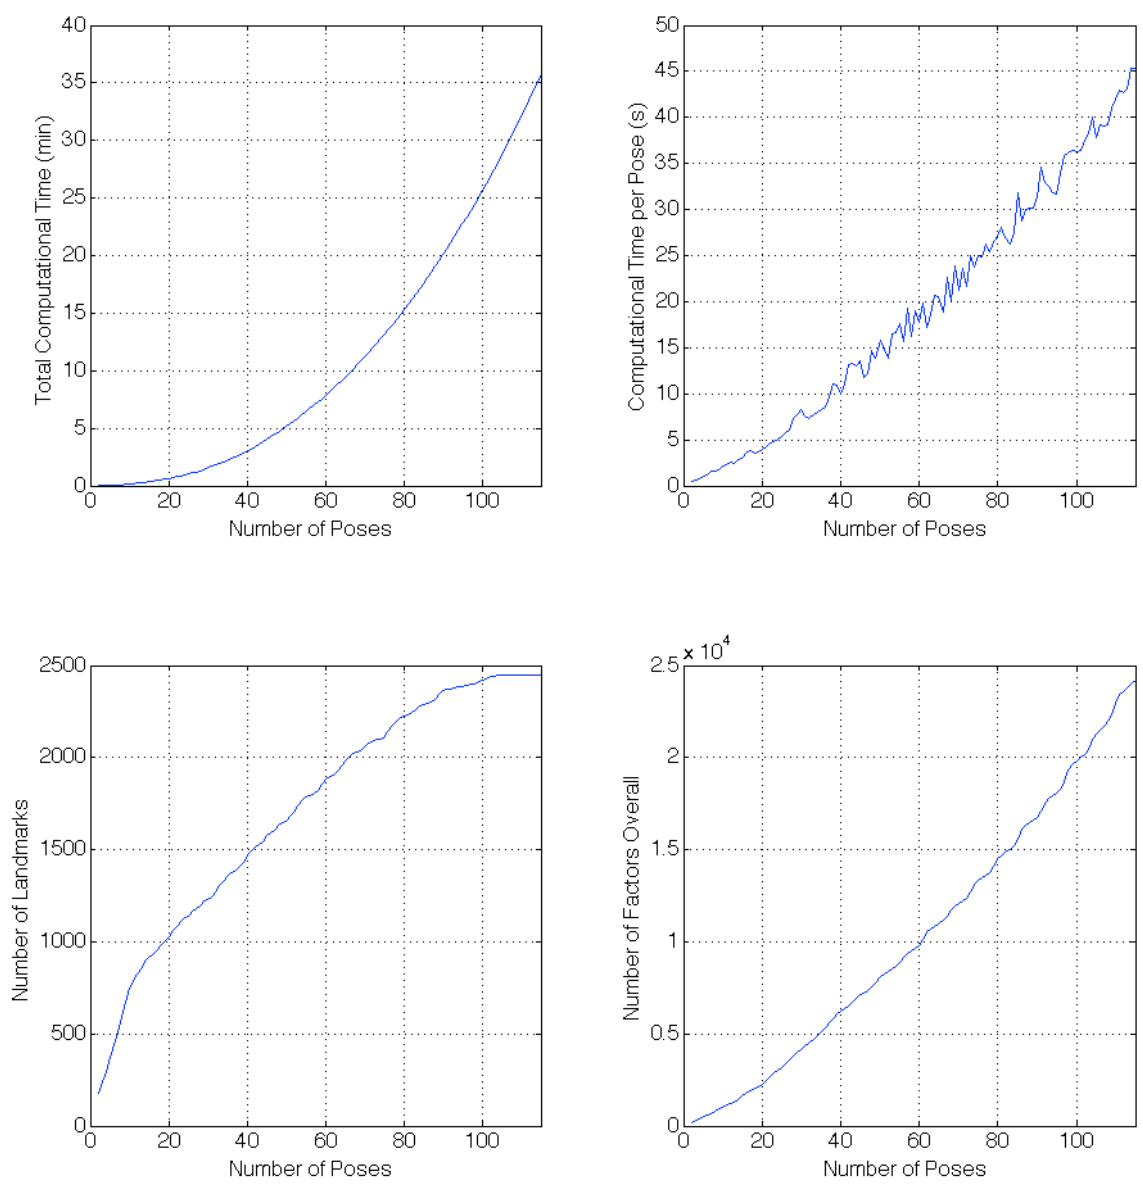 40
35
30
25
20
15
10
5
0
0 20 40 60 80 100
Total Computational Time (min)
Number of Poses
50
45
40
35
30
25
20
15
10
5
0
0 20 40 60 80 100
Computational Time per Pose (s)
Number of Poses
2500
2000
1500
1000
500
0
0 20 40 60 80 100
Number of Landmarks
Number of Poses
x 10^4
2.5
2
1.5
1
0.5
0
0 20 40 60 80 100
Number of Factors Overall
Number of Poses